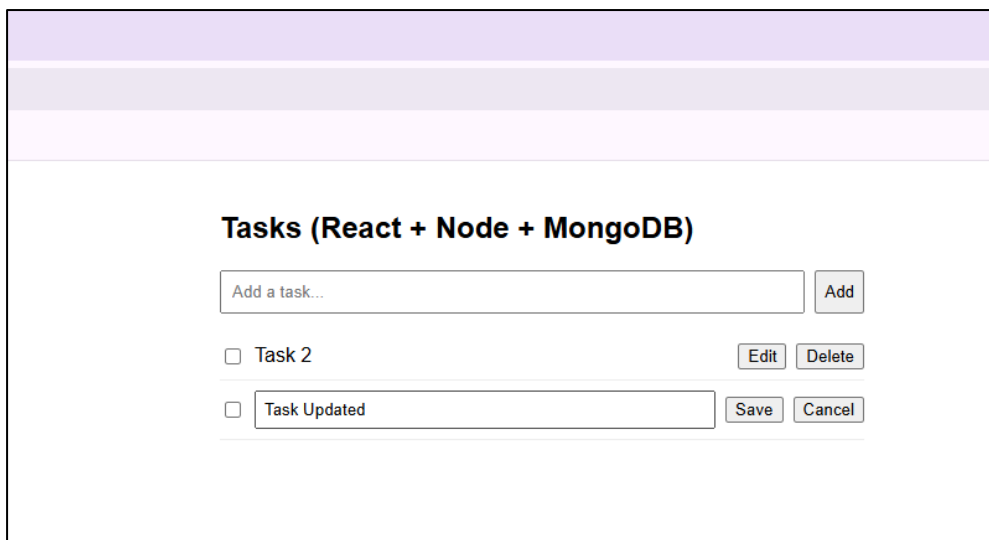 Tasks (React + Node + MongoDB)
Add a task...
Add
Task 2
Edit
Delete
Task Updated
Save
Cancel